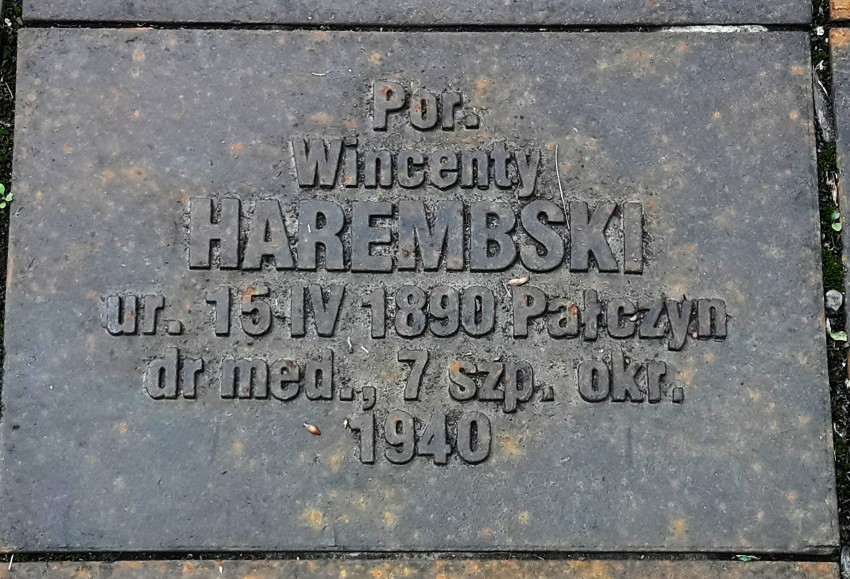 Por.
Wincenty
HAREMBSKI
ur. 15 IV 1890 Pałczyn
dr med., 7 szp. okr.
1940